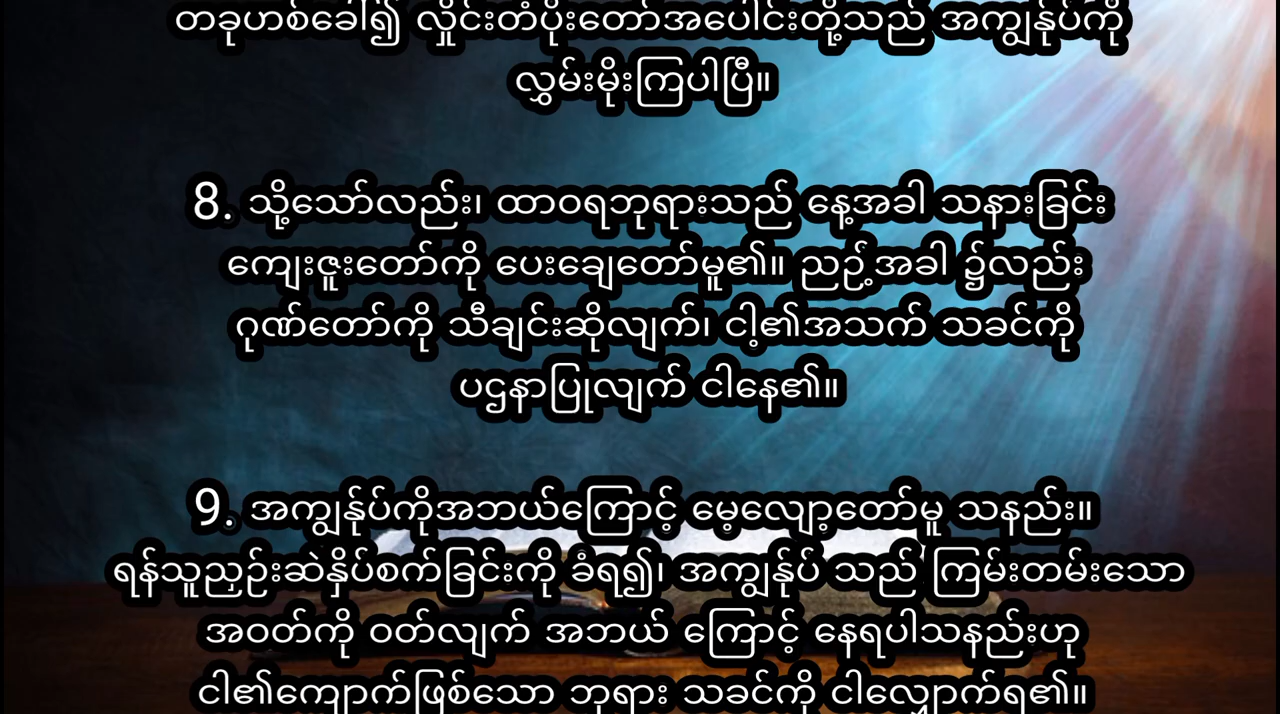 တခုဟစ်ခေါ်၍ လှိုင်းတံပိုးတော်အပေါင်းတို့သည် အကျွန်ုပ်ကို
လွှမ်းမိုးကြပါပြီ။
8. သို့သော်လည်း၊ ထာဝရဘုရားသည် နေ့အခါ သနားခြင်း
ကျေးဇူးတော်ကို ပေးချေတော်မူ၏။ ညဉ့်အခါ ၌လည်း
ဂုဏ်တော်ကို သီချင်းဆိုလျက်၊ ငါ့၏အသက် သခင်ကို
ပဌနာပြုလျက် ငါနေ၏။
9. အကျွန်ုပ်ကိုအဘယ်ကြောင့် မေ့လျော့တော်မူ သနည်း။
ရန်သူညှဉ်းဆဲနှိပ်စက်ခြင်းကို ခံရ၍၊ အကျွန်ုပ် သည် ကြမ်းတမ်းသော
အဝတ်ကို ဝတ်လျက် အဘယ် ကြောင့် နေရပါသနည်းဟု
ငါ၏ကျောက်ဖြစ်သော ဘုရား သခင်ကို ငါလျှောက်ရ၏။